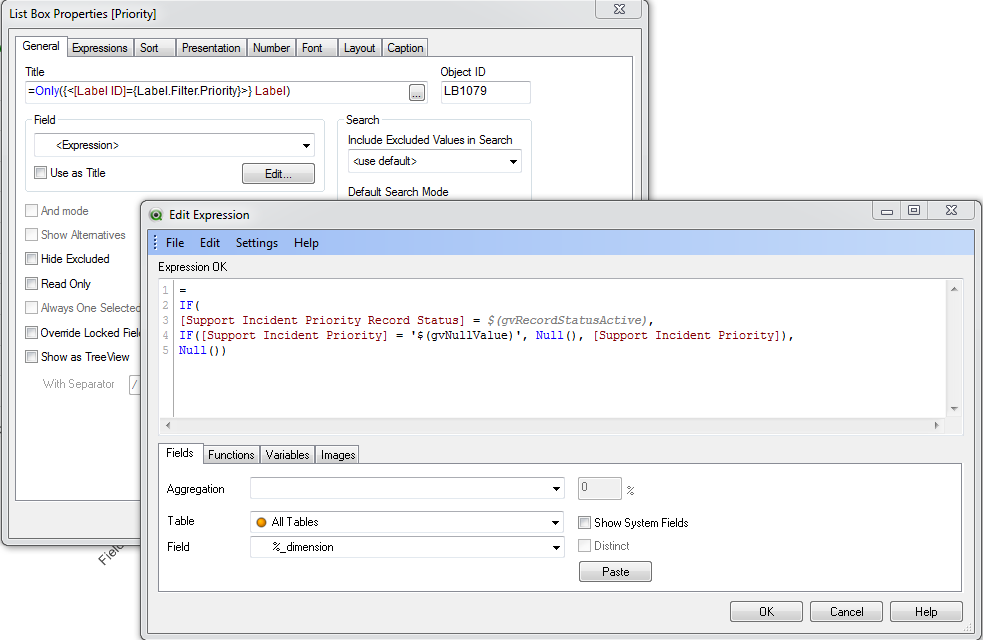 List Box Properties [Priority]
General Expressions Sort Presentation Number Font Layout Caption
Title
Object ID
=Only({<[Label ID]={Label.Filter.Priority}>} Label)
...
LB1079
Field
Search
<Expression>
Include Excluded Values in Search
<use default>
Use as Title
Edit...
Default Search Mode
And mode
Show Alternatives
Hide Excluded
Read Only
Always One Selected
Override Locked Fiel
Show as TreeView
With Separator /
Field
Edit Expression
File Edit Settings Help
Expression OK
1 =
2 IF(
3 [Support Incident Priority Record Status] = $(gvRecordStatusActive),
4 IF([Support Incident Priority] = '$(gvNullValue)', Null(), [Support Incident Priority]),
5 Null())
Fields Functions Variables Images
Aggregation
0 %
Table All Tables
Show System Fields
Field %_dimension
Distinct
Paste
OK Cancel Help